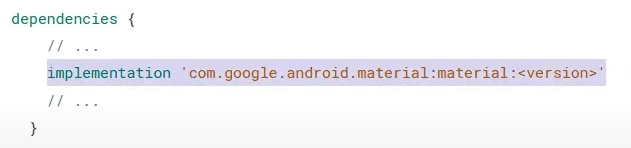 dependencies {
// ...
implementation 'com.google.android.material:material:<version>'
// ...
}